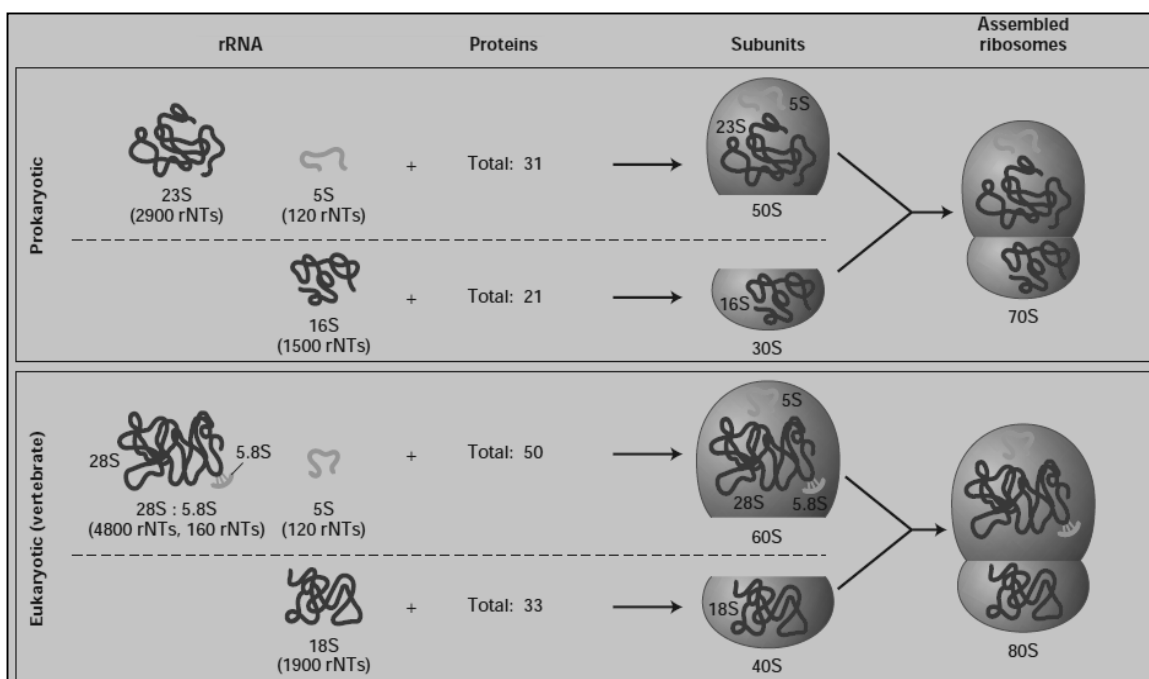 rRNA
Proteins
Subunits
Assembled
ribosomes
Prokaryotic
23S
(2900 rNTs)
5S
(120 rNTs)
+
Total: 31
23S
5S
50S
16S
(1500 rNTs)
+
Total: 21
16S
30S
70S
Eukaryotic (vertebrate)
28S
5.8S
28S : 5.8S
(4800 rNTs, 160 rNTs)
5S
(120 rNTs)
+
Total: 50
5S
28S
5.8S
60S
18S
(1900 rNTs)
+
Total: 33
18S
40S
80S